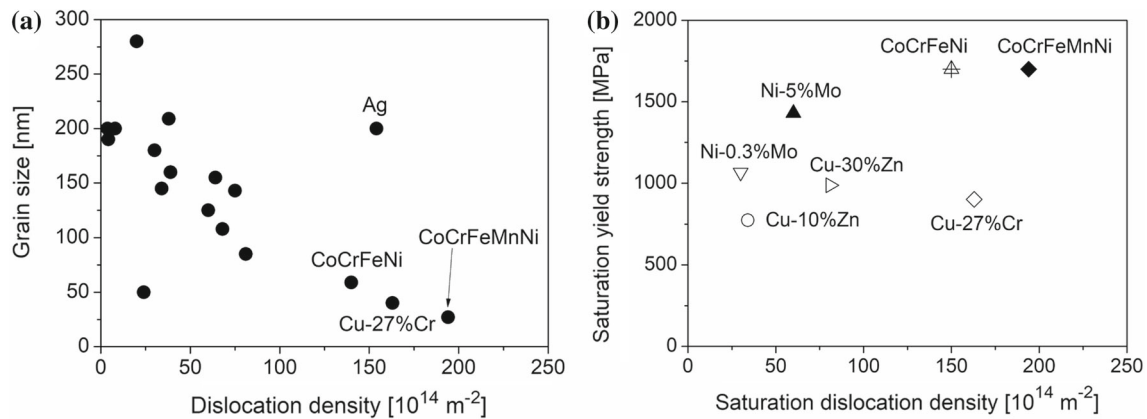 (a)
300
250
200
150
100
50
0
Grain size [nm]
Ag
CoCrFeMnNi
CoCrFeNi
Cu-27%Cr
0 50 100 150 200 250
Dislocation density [10¹⁴ m⁻²]
(b)
2000
1500
1000
500
0
Saturation yield strength [MPa]
CoCrFeNi CoCrFeMnNi
Ni-5%Mo
Ni-0.3%Mo
Cu-30%Zn
Cu-10%Zn
Cu-27%Cr
0 50 100 150 200 250
Saturation dislocation density [10¹⁴ m⁻²]